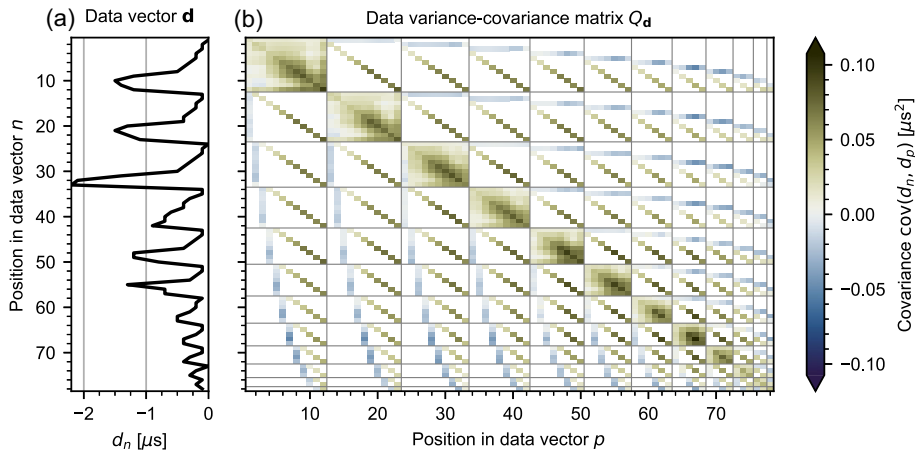 (a) Data vector d
(b) Data variance-covariance matrix Q_d
Position in data vector n
10
20
30
40
50
60
70
−2 −1 0
d_n [μs]
10 20 30 40 50 60 70
Position in data vector p
0.10
0.05
0.00
−0.05
−0.10
Covariance cov(d_n, d_p) [μs²]